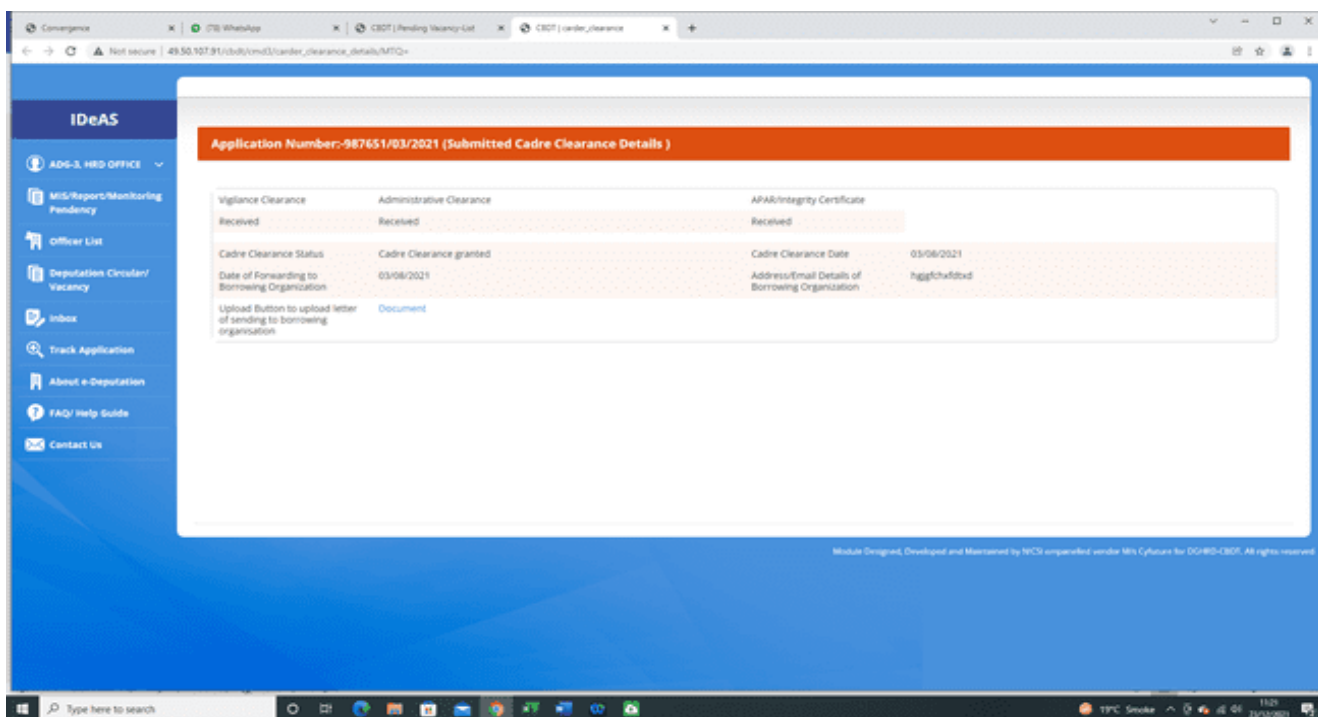 Convergence
(73) WhatsApp
CBDT | Pending Vacancy-List
CBDT | carder_clearance
Not secure | 49.50.107.91/cbdt/cmd3/carder_clearance_details/MTQ=
IDeAS
Application Number:-987651/03/2021 (Submitted Cadre Clearance Details )
ADG-3, HRD OFFICE
MIS/Report/Monitoring
Pendency
Officer List
Deputation Circular/
Vacancy
Inbox
Track Application
About e-Deputation
FAQ/ Help Guide
Contact Us
Vigilance Clearance Administrative Clearance APAR/Integrity Certificate
Received Received Received
Cadre Clearance Status Cadre Clearance granted Cadre Clearance Date 03/08/2021
Date of Forwarding to
Borrowing Organization 03/08/2021 Address/Email Details of
Borrowing Organization hgjgfchxfdtxd
Upload Button to upload letter
of sending to borrowing
organisation Document
Module Designed, Developed and Maintained by NICSI empanelled vendor M/s Cyfuture for DGHRD-CBDT, All rights reserved
Type here to search
19°C Smoke
11:21
23/12/2021